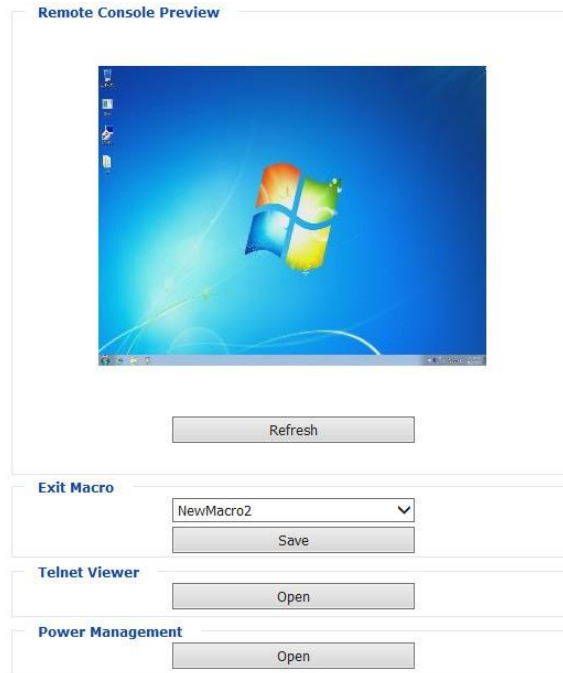 Remote Console Preview
Refresh
Exit Macro
NewMacro2
Save
Telnet Viewer
Open
Power Management
Open